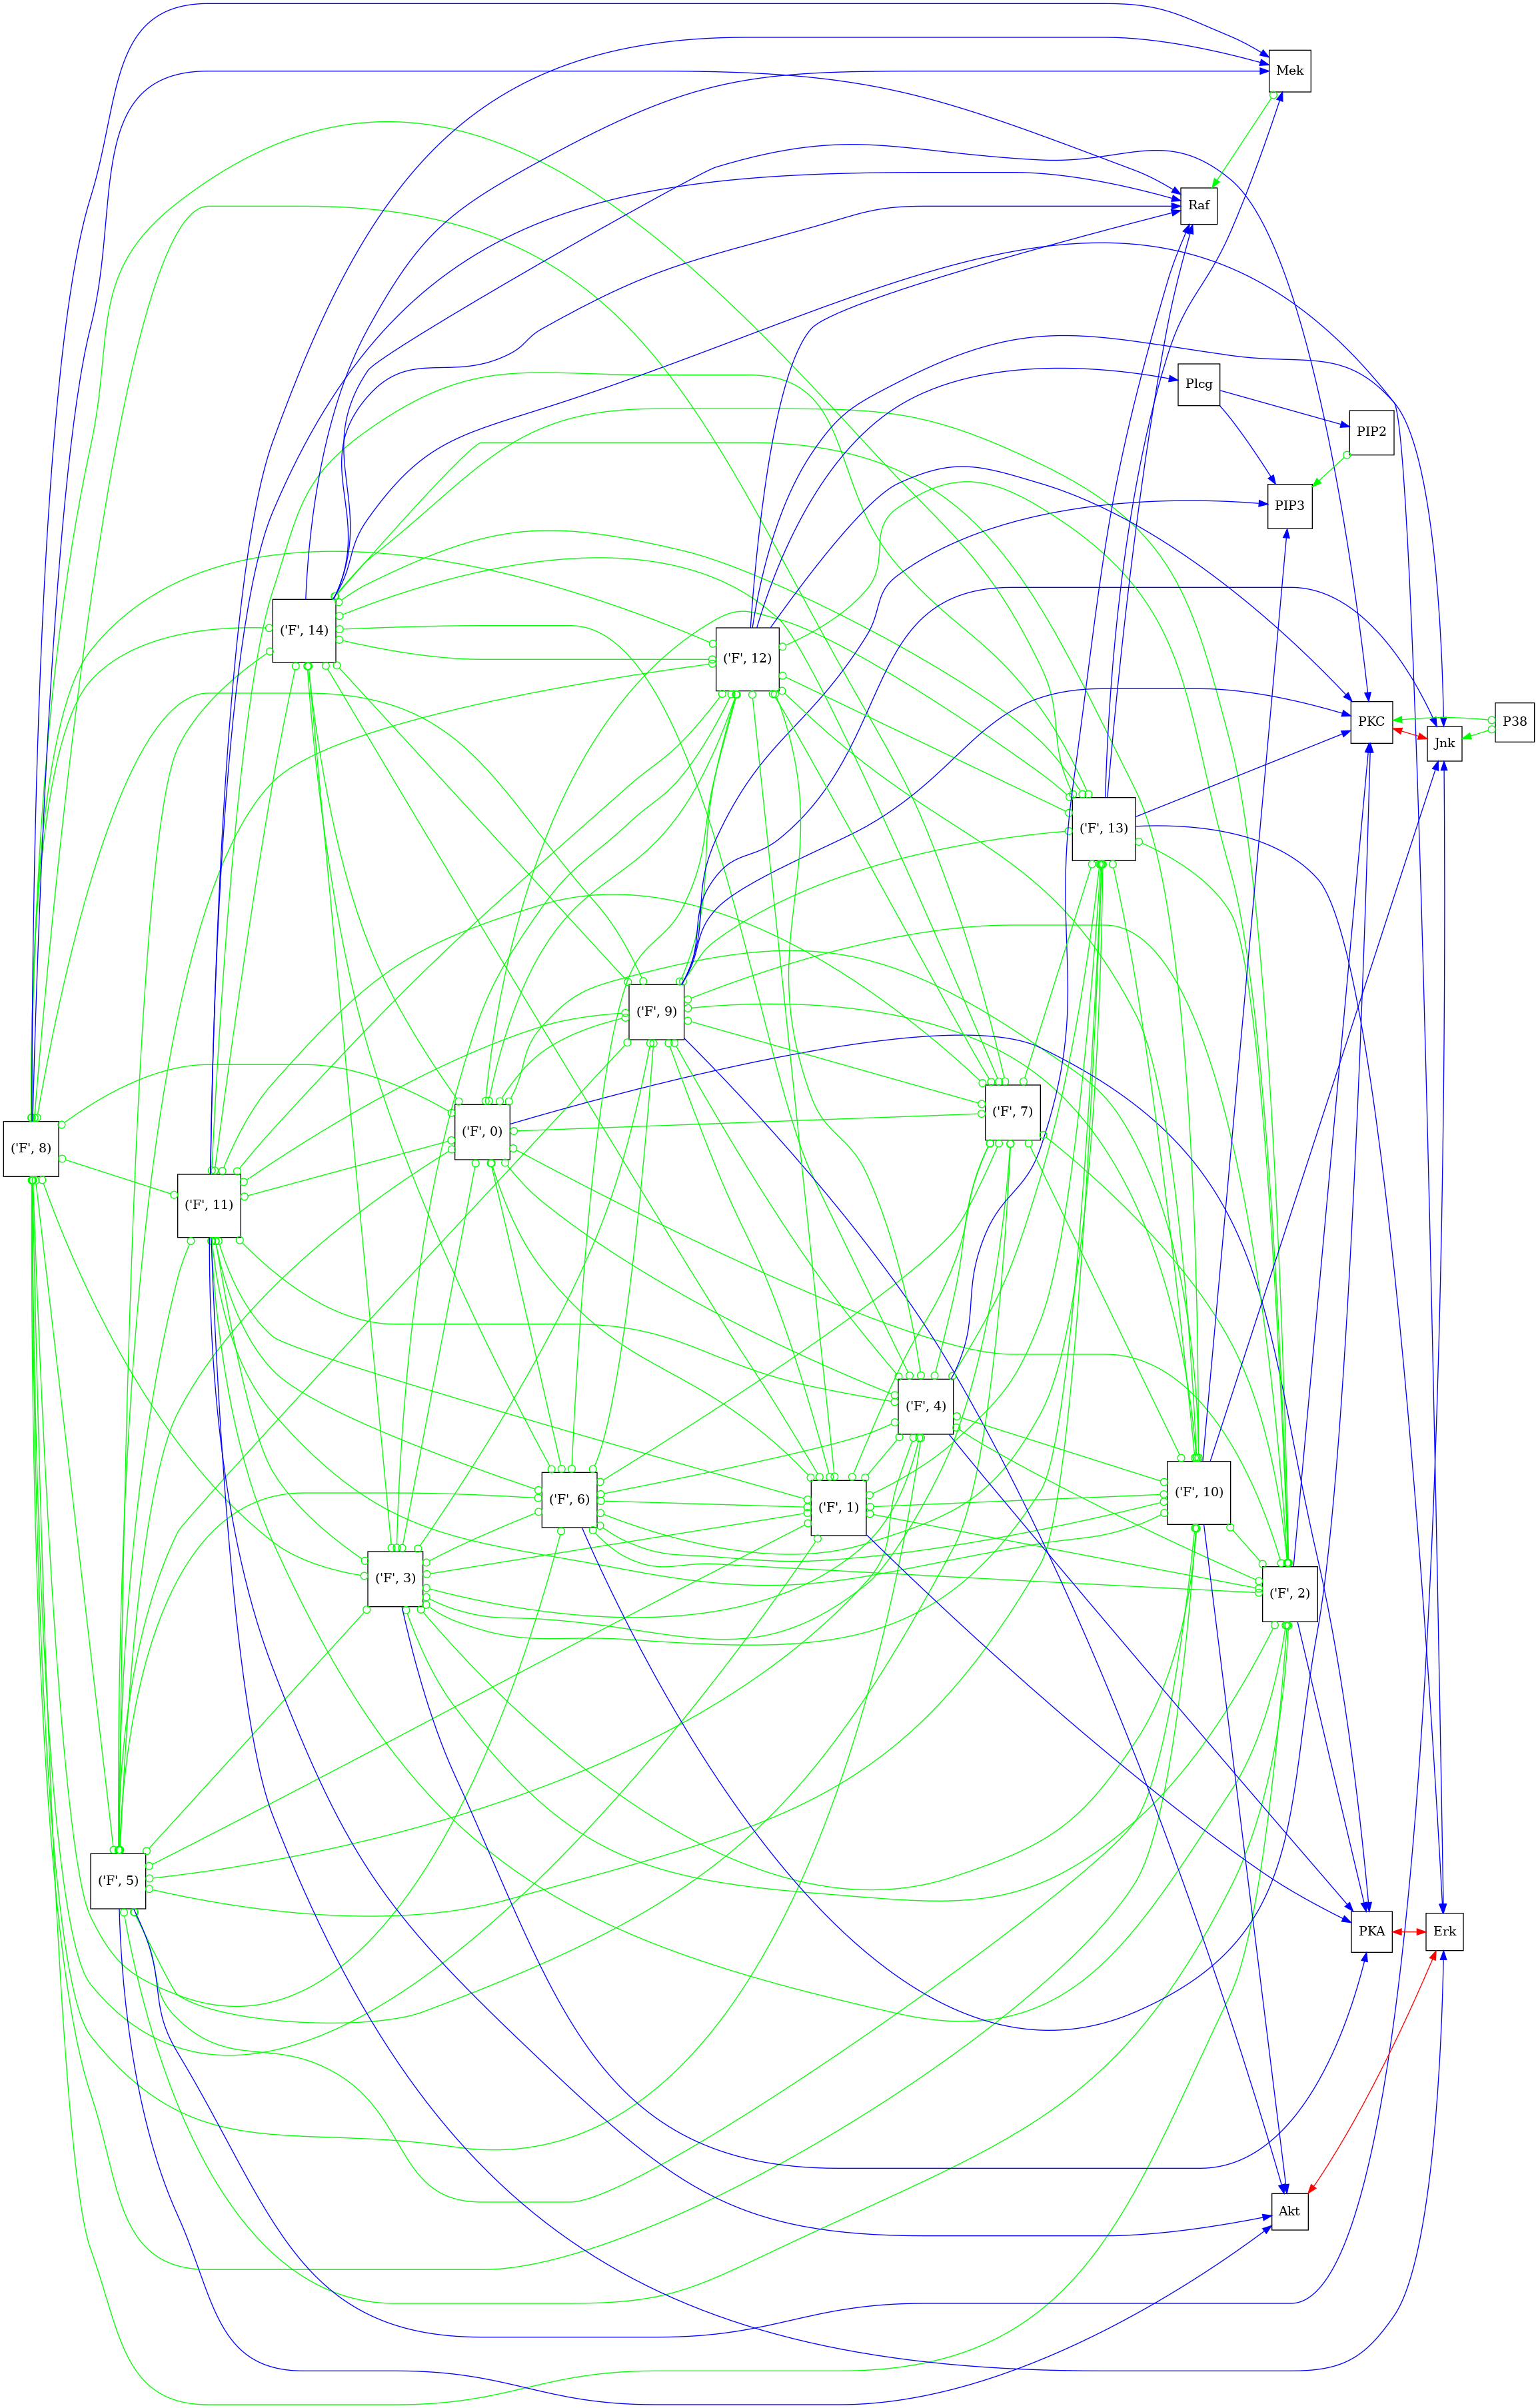 Mek
Raf
Plcg
PIP2
PIP3
('F', 14)
('F', 12)
PKC
P38
Jnk
('F', 13)
('F', 9)
('F', 7)
('F', 0)
('F', 8)
('F', 11)
('F', 4)
('F', 10)
('F', 6)
('F', 1)
('F', 3)
('F', 2)
('F', 5)
PKA
Erk
Akt